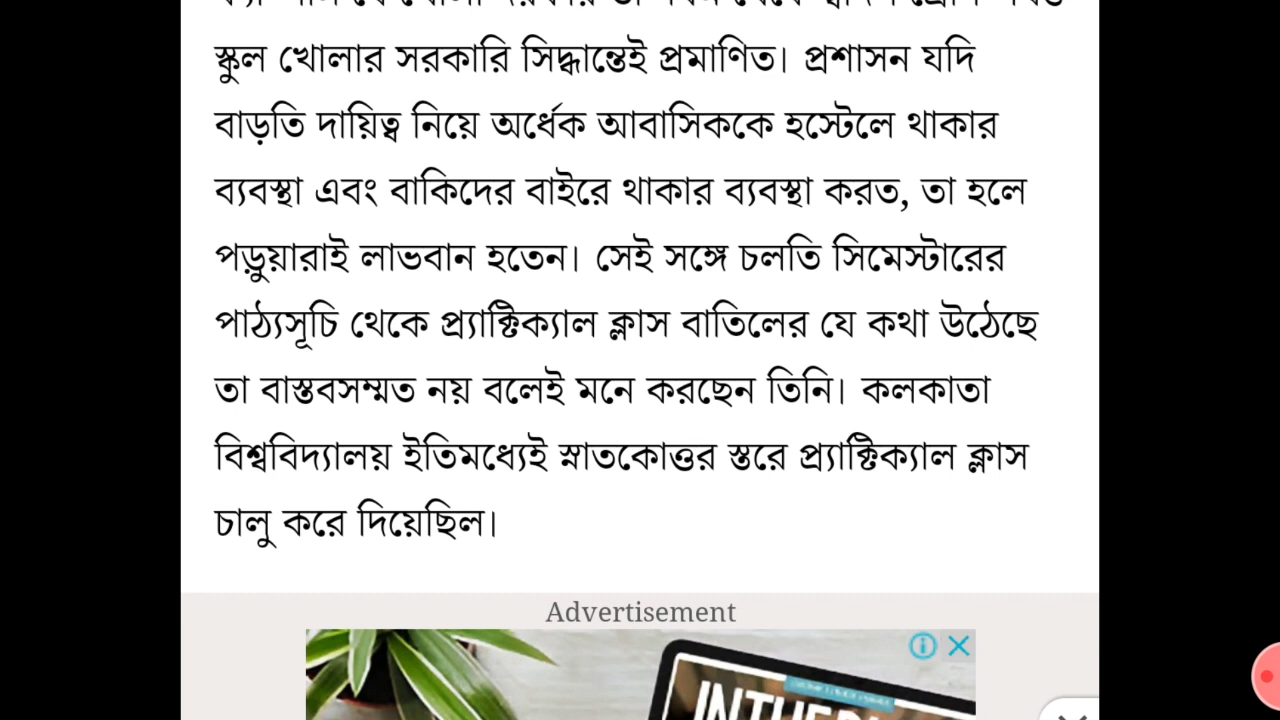 স্কুল খোলার সরকারি সিদ্ধান্তেই প্রমাণিত। প্রশাসন যদি
বাড়তি দায়িত্ব নিয়ে অর্ধেক আবাসিককে হস্টেলে থাকার
ব্যবস্থা এবং বাকিদের বাইরে থাকার ব্যবস্থা করত, তা হলে
পড়ুয়ারাই লাভবান হতেন। সেই সঙ্গে চলতি সিমেস্টারের
পাঠ্যসূচি থেকে প্র্যাক্টিক্যাল ক্লাস বাতিলের যে কথা উঠেছে
তা বাস্তবসম্মত নয় বলেই মনে করছেন তিনি। কলকাতা
বিশ্ববিদ্যালয় ইতিমধ্যেই স্নাতকোত্তর স্তরে প্র্যাক্টিক্যাল ক্লাস
চালু করে দিয়েছিল।
Advertisement